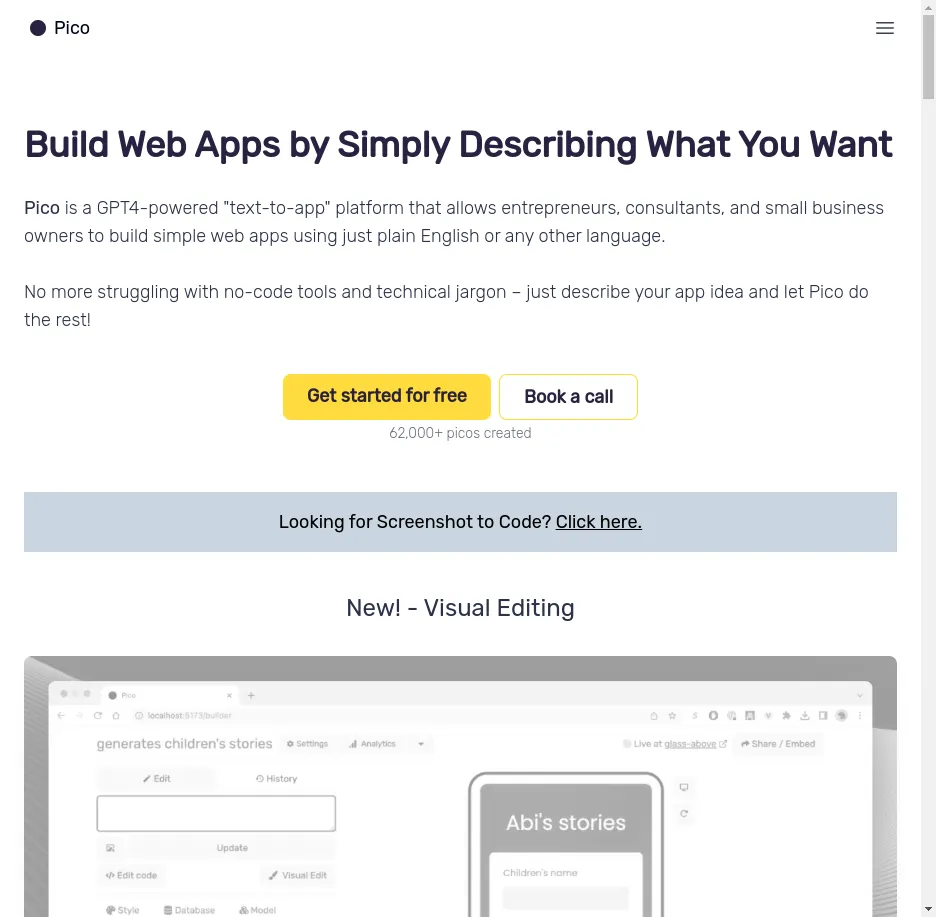 Pico
Build Web Apps by Simply Describing What You Want
Pico is a GPT4-powered "text-to-app" platform that allows entrepreneurs, consultants, and small business
owners to build simple web apps using just plain English or any other language.
No more struggling with no-code tools and technical jargon – just describe your app idea and let Pico do
the rest!
Get started for free
Book a call
62,000+ picos created
Looking for Screenshot to Code? Click here.
New! - Visual Editing
Pico
localhost:5173/builder
generates children's stories
Settings
Analytics
Live at glass-above
Share / Embed
Edit
History
Abi's stories
Update
Children's name
Edit code
Visual Edit
Style
Database
Model